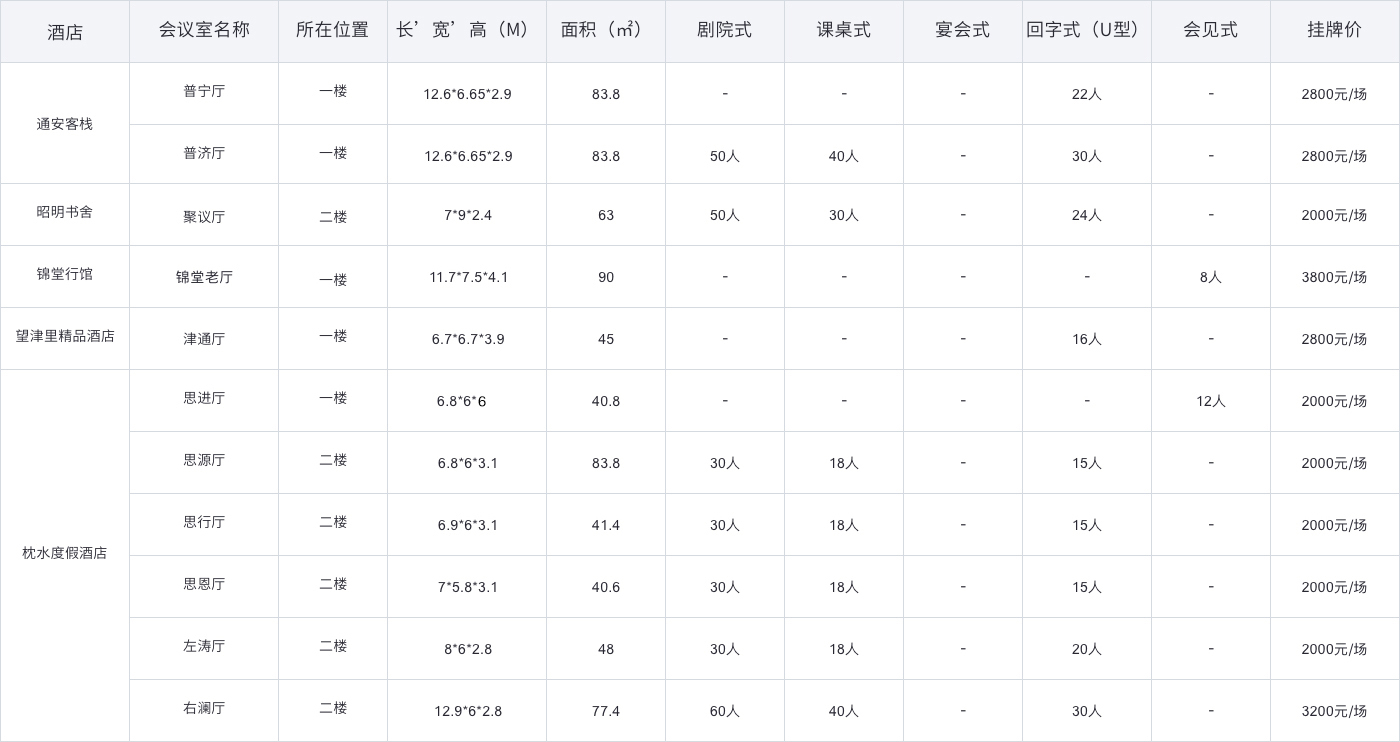 酒店 会议室名称 所在位置 长’宽’高（M） 面积（㎡） 剧院式 课桌式 宴会式 回字式（U型） 会见式 挂牌价
通安客栈 普宁厅 一楼 12.6*6.65*2.9 83.8 - - - 22人 - 2800元/场
普济厅 一楼 12.6*6.65*2.9 83.8 50人 40人 - 30人 - 2800元/场
昭明书舍 聚议厅 二楼 7*9*2.4 63 50人 30人 - 24人 - 2000元/场
锦堂行馆 锦堂老厅 一楼 11.7*7.5*4.1 90 - - - - 8人 3800元/场
望津里精品酒店 津通厅 一楼 6.7*6.7*3.9 45 - - - 16人 - 2800元/场
枕水度假酒店 思进厅 一楼 6.8*6*6 40.8 - - - - 12人 2000元/场
思源厅 二楼 6.8*6*3.1 83.8 30人 18人 - 15人 - 2000元/场
思行厅 二楼 6.9*6*3.1 41.4 30人 18人 - 15人 - 2000元/场
思恩厅 二楼 7*5.8*3.1 40.6 30人 18人 - 15人 - 2000元/场
左涛厅 二楼 8*6*2.8 48 30人 18人 - 20人 - 2000元/场
右澜厅 二楼 12.9*6*2.8 77.4 60人 40人 - 30人 - 3200元/场